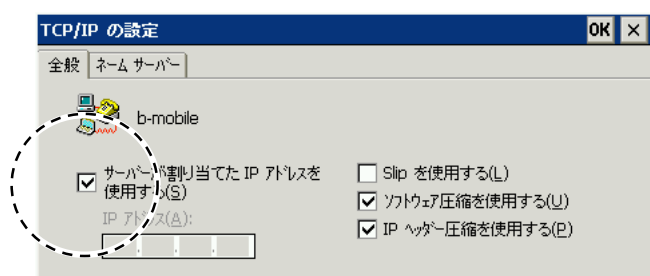 TCP/IP の設定
OK ×
全般 ネーム サーバー
b-mobile
サーバーが割り当てた IP アドレスを
使用する(S)
IP アドレス(A):
Slip を使用する(L)
ソフトウェア圧縮を使用する(U)
IP ヘッダー圧縮を使用する(P)